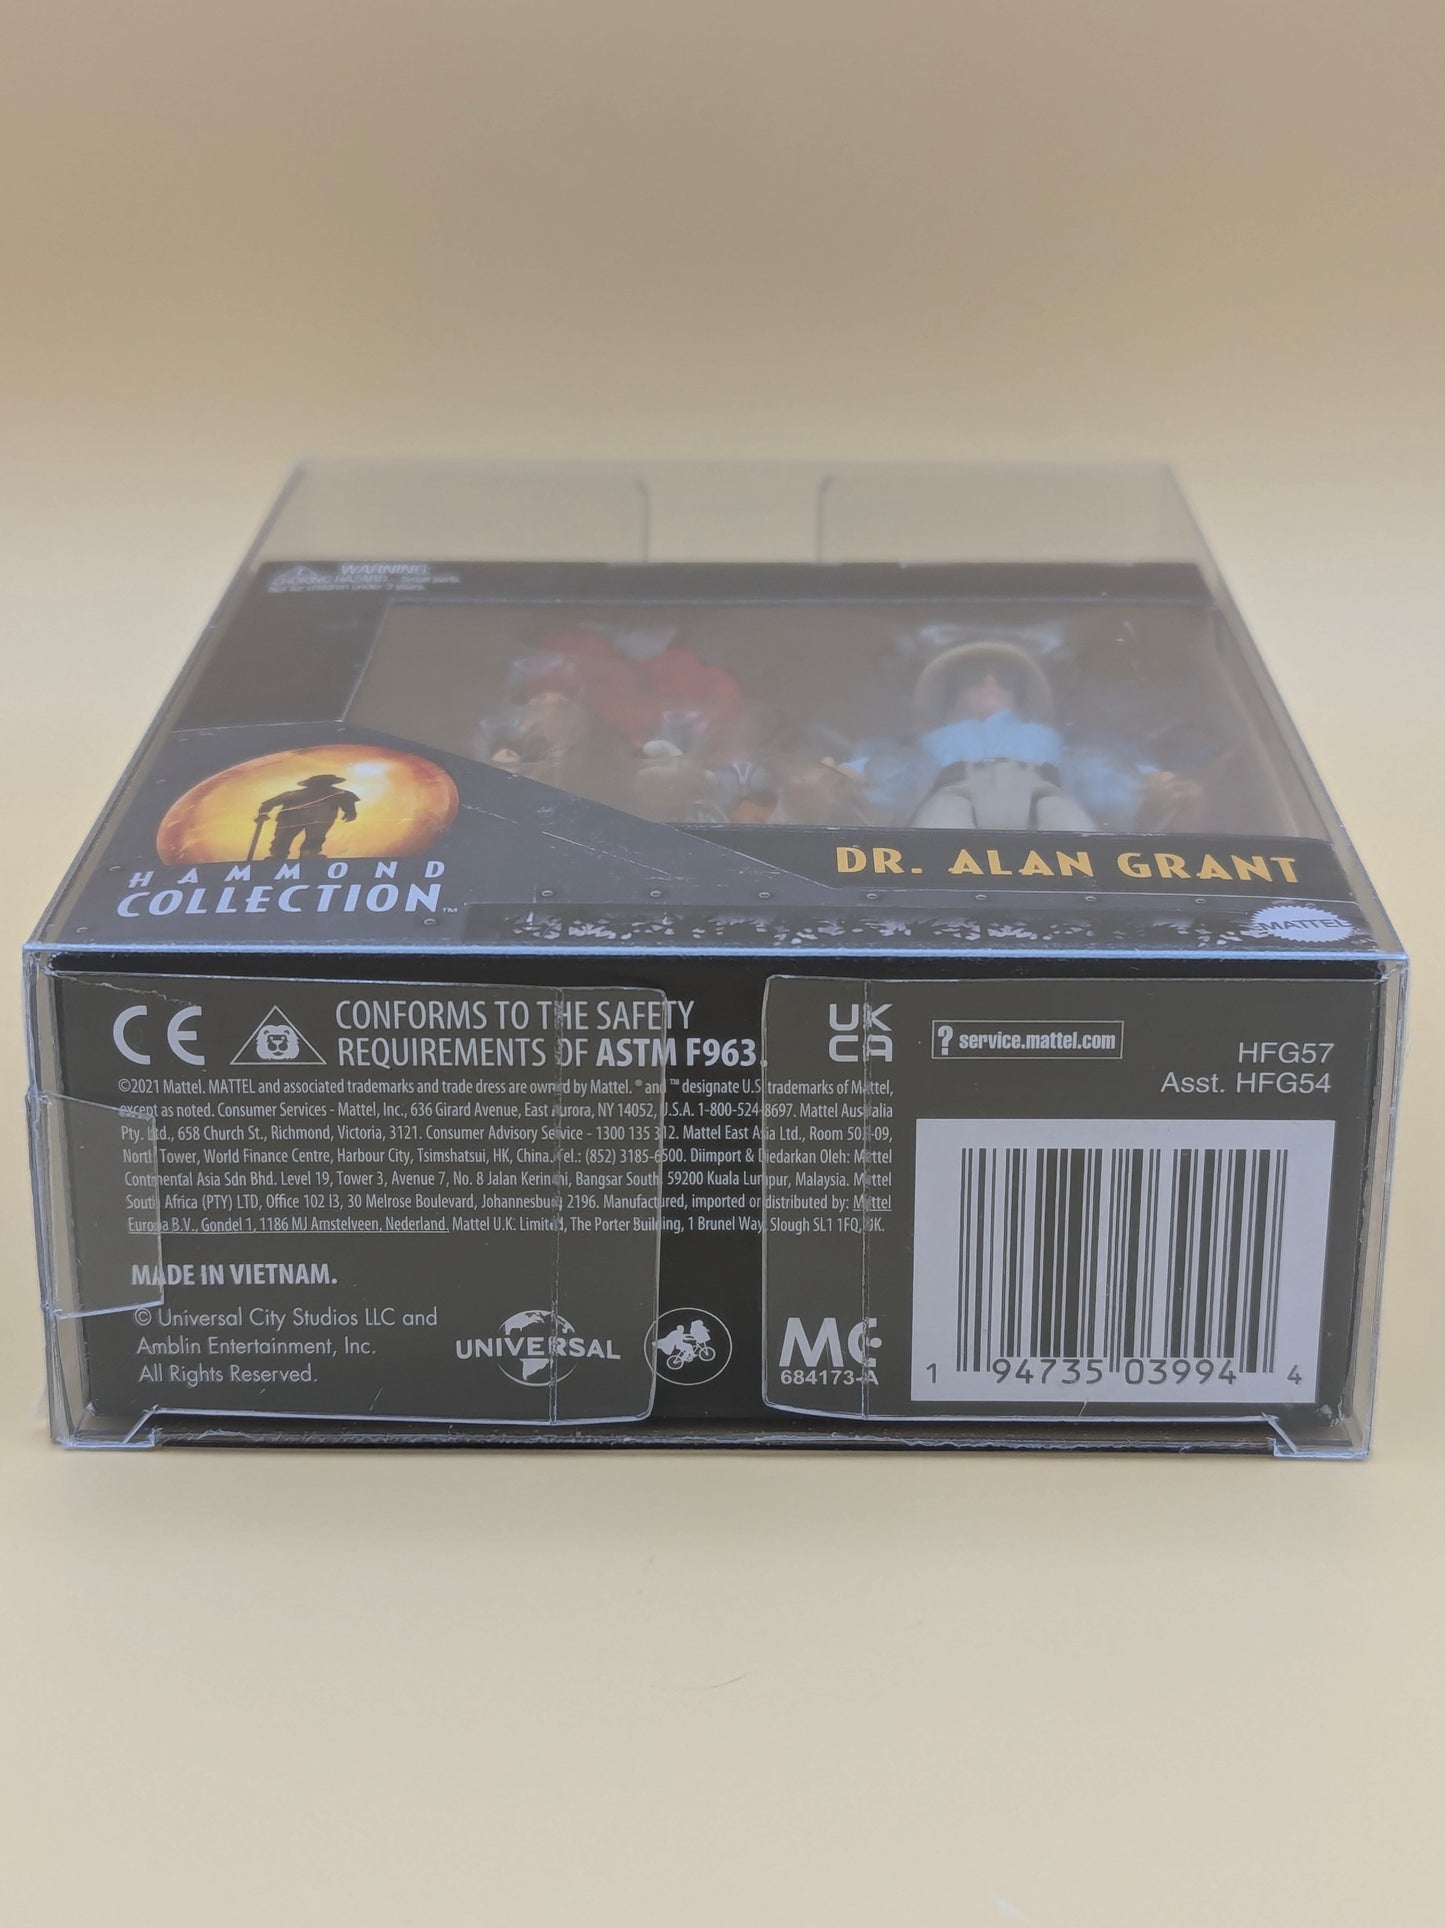 WARNING:
CHOKING HAZARD - Small parts.
Not for children under 3 years.
HAMMOND
COLLECTION™
DR. ALAN GRANT
MATTEL
CE
CONFORMS TO THE SAFETY
REQUIREMENTS OF ASTM F963.
UK
CA
? service.mattel.com
HFG57
Asst. HFG54
©2021 Mattel. MATTEL and associated trademarks and trade dress are owned by Mattel. ® and ™ designate U.S. trademarks of Mattel,
except as noted. Consumer Services - Mattel, Inc., 636 Girard Avenue, East Aurora, NY 14052, U.S.A. 1-800-524-8697. Mattel Australia
Pty. Ltd., 658 Church St., Richmond, Victoria, 3121. Consumer Advisory Service - 1300 135 312. Mattel East Asia Ltd., Room 503-09,
North Tower, World Finance Centre, Harbour City, Tsimshatsui, HK, China. Tel.: (852) 3185-6500. Diimport & Diedarkan Oleh: Mattel
Continental Asia Sdn Bhd. Level 19, Tower 3, Avenue 7, No. 8 Jalan Kerinchi, Bangsar South, 59200 Kuala Lumpur, Malaysia. Mattel
South Africa (PTY) LTD, Office 102 I3, 30 Melrose Boulevard, Johannesburg 2196. Manufactured, imported or distributed by: Mattel
Europa B.V., Gondel 1, 1186 MJ Amstelveen, Nederland. Mattel U.K. Limited, The Porter Building, 1 Brunel Way, Slough SL1 1FQ, UK.
MADE IN VIETNAM.
© Universal City Studios LLC and
Amblin Entertainment, Inc.
All Rights Reserved.
UNIVERSAL
684173-A
1 94735 03994 4